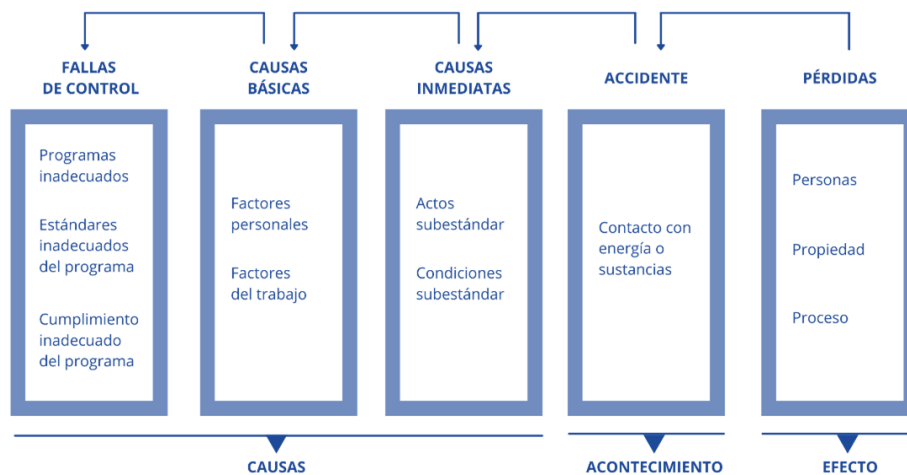 FALLAS
DE CONTROL
CAUSAS
BÁSICAS
CAUSAS
INMEDIATAS
ACCIDENTE
PÉRDIDAS
Programas
inadecuados
Estándares
inadecuados
del programa
Cumplimiento
inadecuado
del programa
Factores
personales
Factores
del trabajo
Actos
subestándar
Condiciones
subestándar
Contacto con
energía o
sustancias
Personas
Propiedad
Proceso
CAUSAS
ACONTECIMIENTO
EFECTO